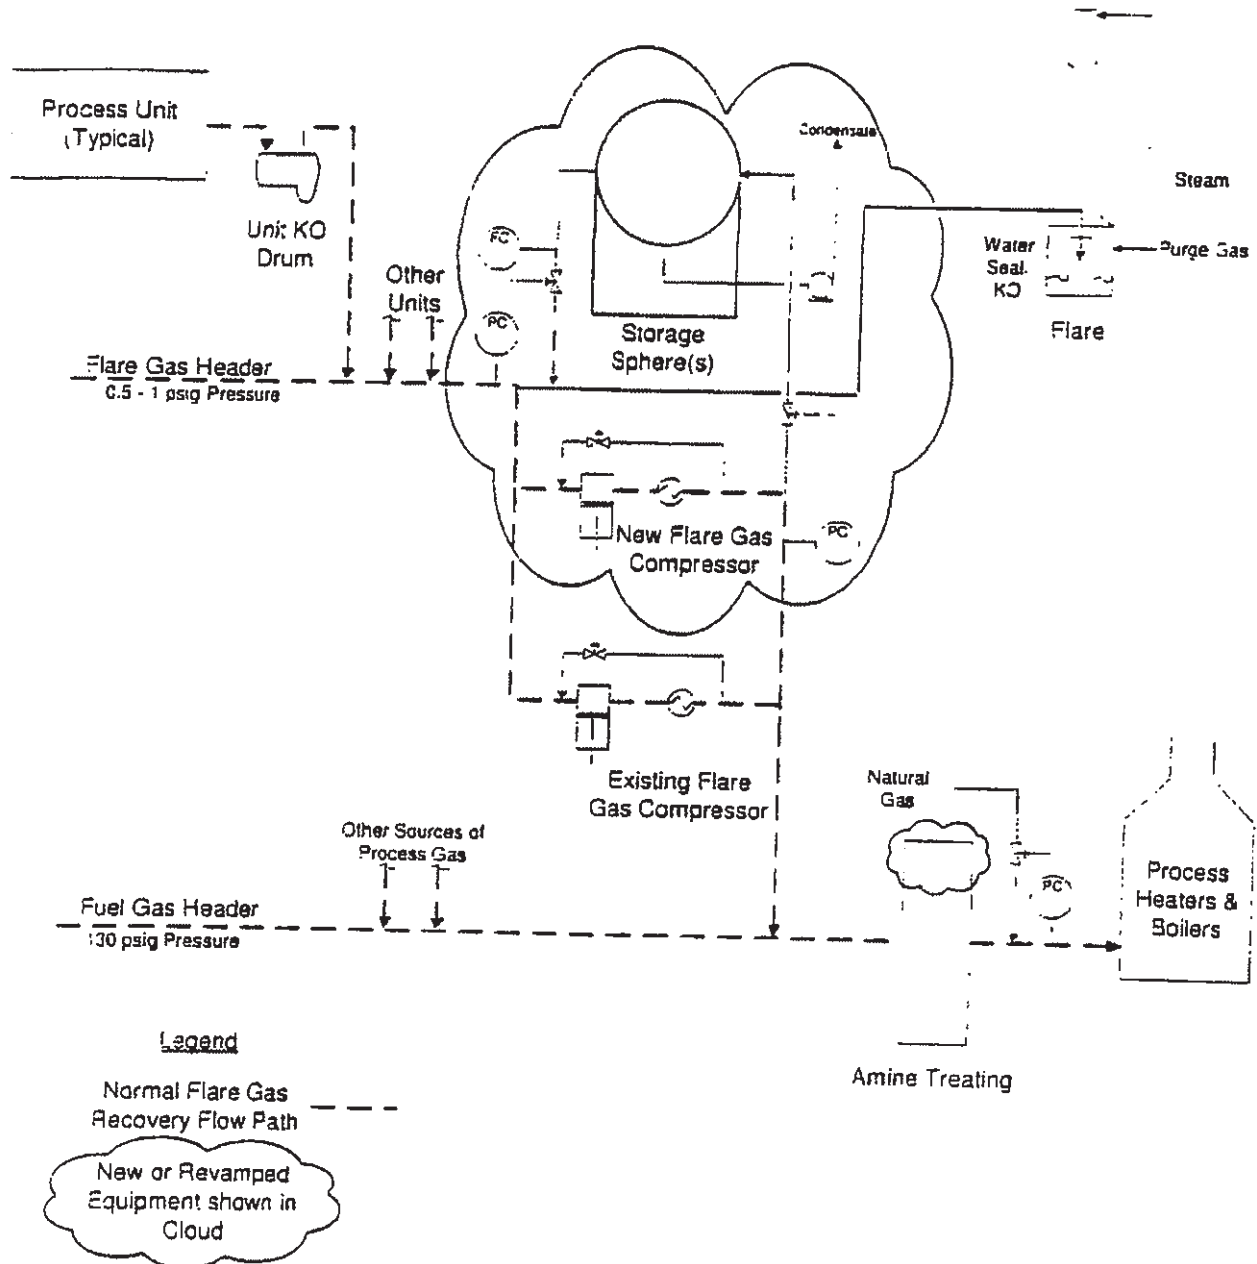 Process Unit
(Typical)
Unit KO
Drum
Other
Units
Flare Gas Header
0.5 - 1 psig Pressure
FC
PC
Condensate
Storage
Sphere(s)
Steam
Water
Seal
KO
Purge Gas
Flare
New Flare Gas
Compressor
PC
Existing Flare
Gas Compressor
Other Sources of
Process Gas
Fuel Gas Header
130 psig Pressure
Natural
Gas
PC
Process
Heaters &
Boilers
Amine Treating
Legend
Normal Flare Gas
Recovery Flow Path
New or Revamped
Equipment shown in
Cloud